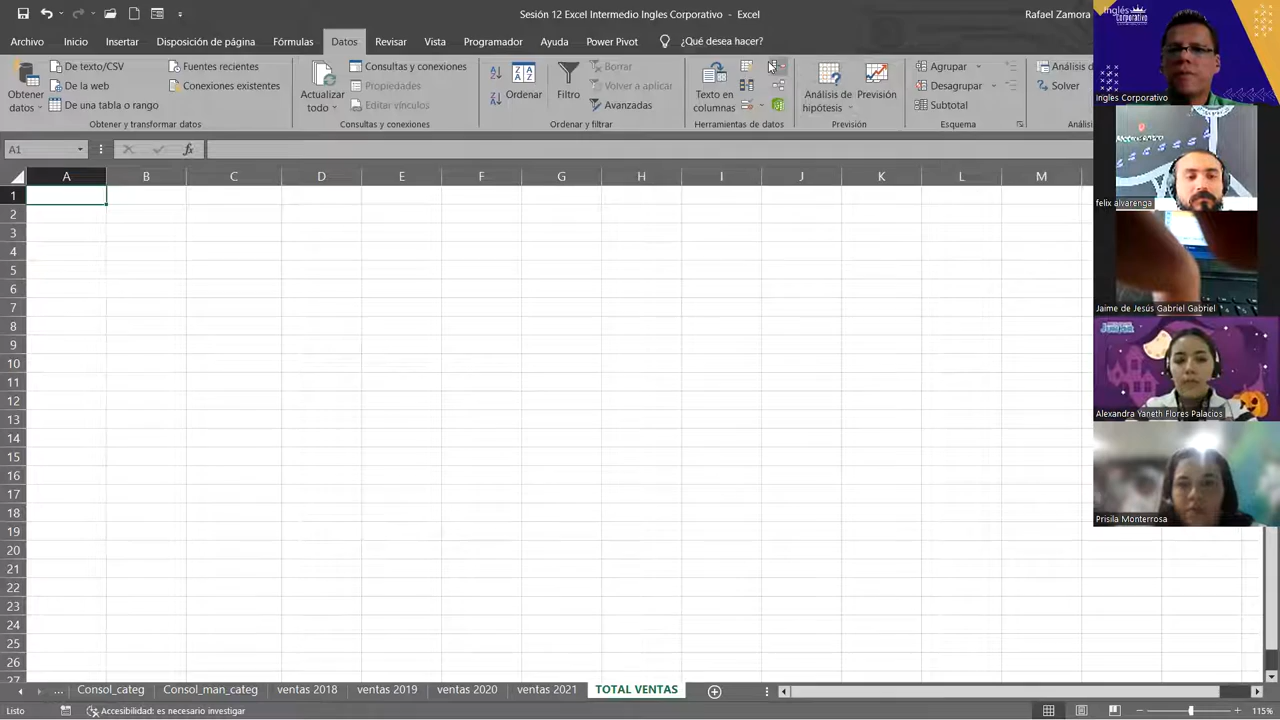 Sesión 12 Excel Intermedio Ingles Corporativo - Excel
Rafael Zamora
Archivo Inicio Insertar Disposición de página Fórmulas Datos Revisar Vista Programador Ayuda Power Pivot ¿Qué desea hacer?
Obtener datos
De texto/CSV
De la web
De una tabla o rango
Fuentes recientes
Conexiones existentes
Obtener y transformar datos
Actualizar todo
Consultas y conexiones
Propiedades
Editar vínculos
Consultas y conexiones
Ordenar
Filtro
Borrar
Volver a aplicar
Avanzadas
Ordenar y filtrar
Texto en columnas
Herramientas de datos
Análisis de hipótesis
Previsión
Previsión
Agrupar
Desagrupar
Subtotal
Esquema
Análisis d
Solver
Anális
A1
fx
A B C D E F G H I J K L M
1
2
3
4
5
6
7
8
9
10
11
12
13
14
15
16
17
18
19
20
21
22
23
24
25
26
27
Inglés
Corporativo
Ingles Corporativo
felix alvarenga
Jaime de Jesús Gabriel Gabriel
Alexandra Yaneth Flores Palacios
Prisila Monterrosa
... Consol_categ Consol_man_categ ventas 2018 ventas 2019 ventas 2020 ventas 2021 TOTAL VENTAS
Listo
Accesibilidad: es necesario investigar
115%